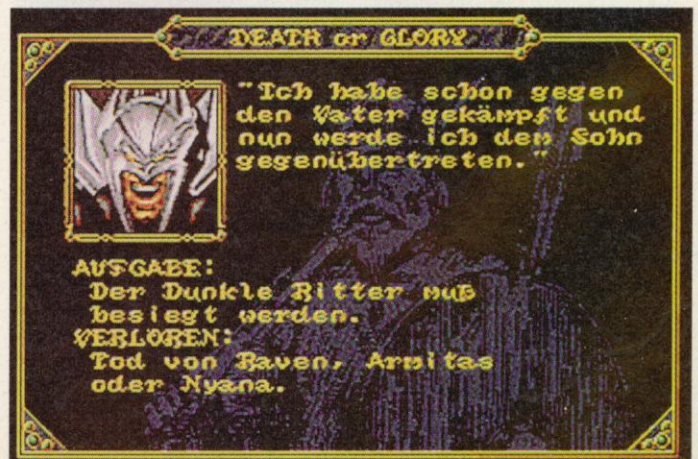 DEATH or GLORY
"Ich habe schon gegen
den Vater gekämpft und
nun werde ich dem Sohn
gegenübertreten."
AUFGABE:
Der Dunkle Ritter muß
besiegt werden.
VERLOREN:
Tod von Raven, Armitas
oder Nyana.